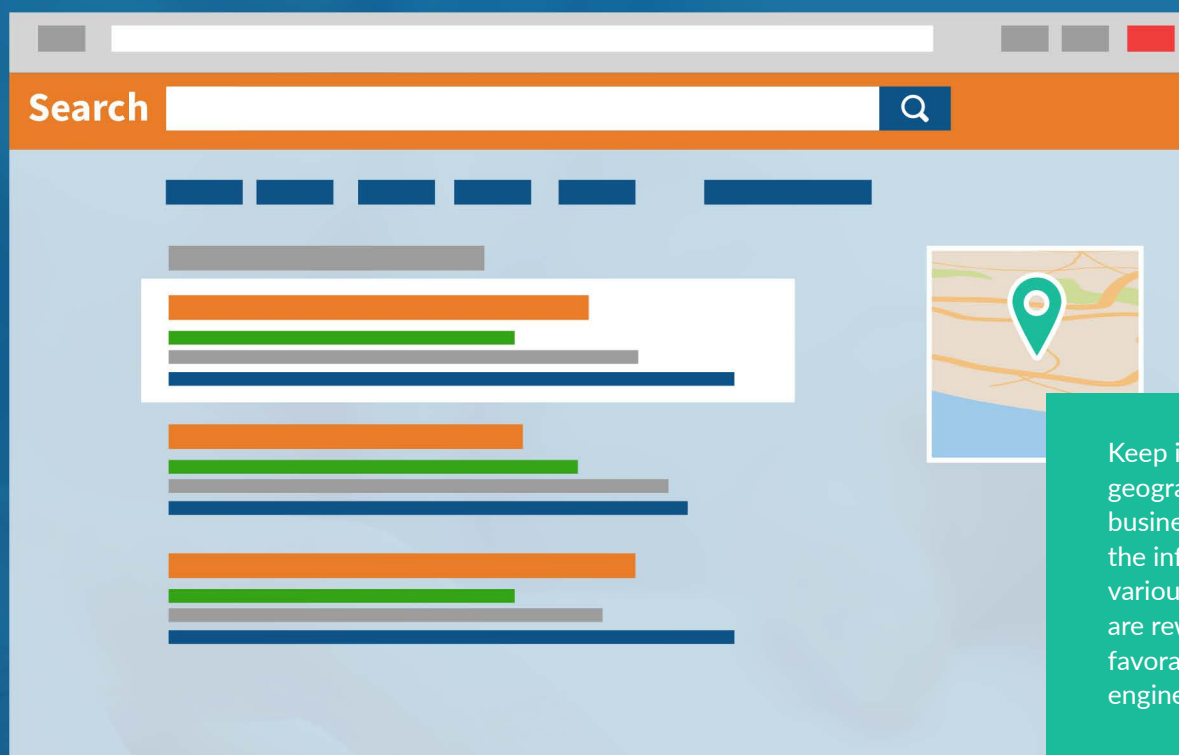 Search
Keep i
geogra
busine
the inf
variou
are rev
favora
engine